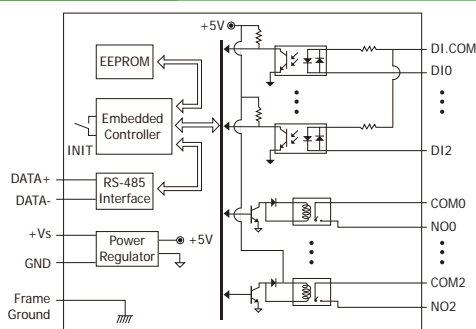 +5V
DI.COM
EEPROM
DI0
Embedded
Controller
INIT
DI2
DATA+
RS-485
DATA-
Interface
COM0
NO0
+Vs
Power
Regulator
+5V
GND
COM2
Frame
Ground
NO2